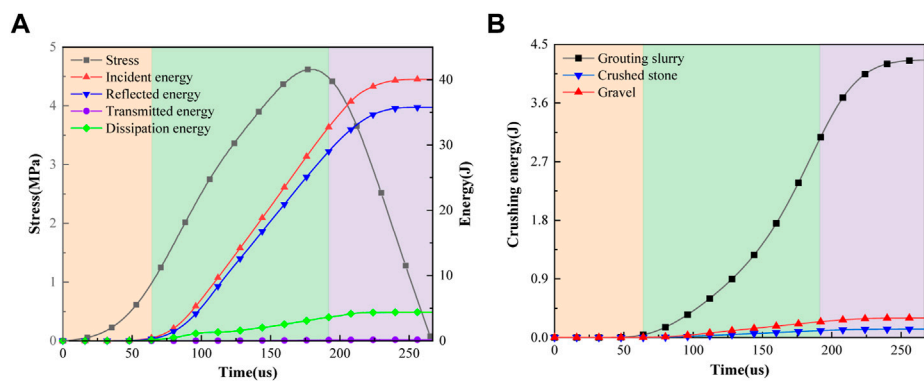 A
B
Stress(MPa)
5
4
3
2
1
0
Stress
Incident energy
Reflected energy
Transmitted energy
Dissipation energy
40
30
20
10
0
Energy(J)
0 50 100 150 200 250
Time(us)
Crushing energy(J)
4.5
3.6
2.7
1.8
0.9
0.0
Grouting slurry
Crushed stone
Gravel
0 50 100 150 200 250
Time(us)